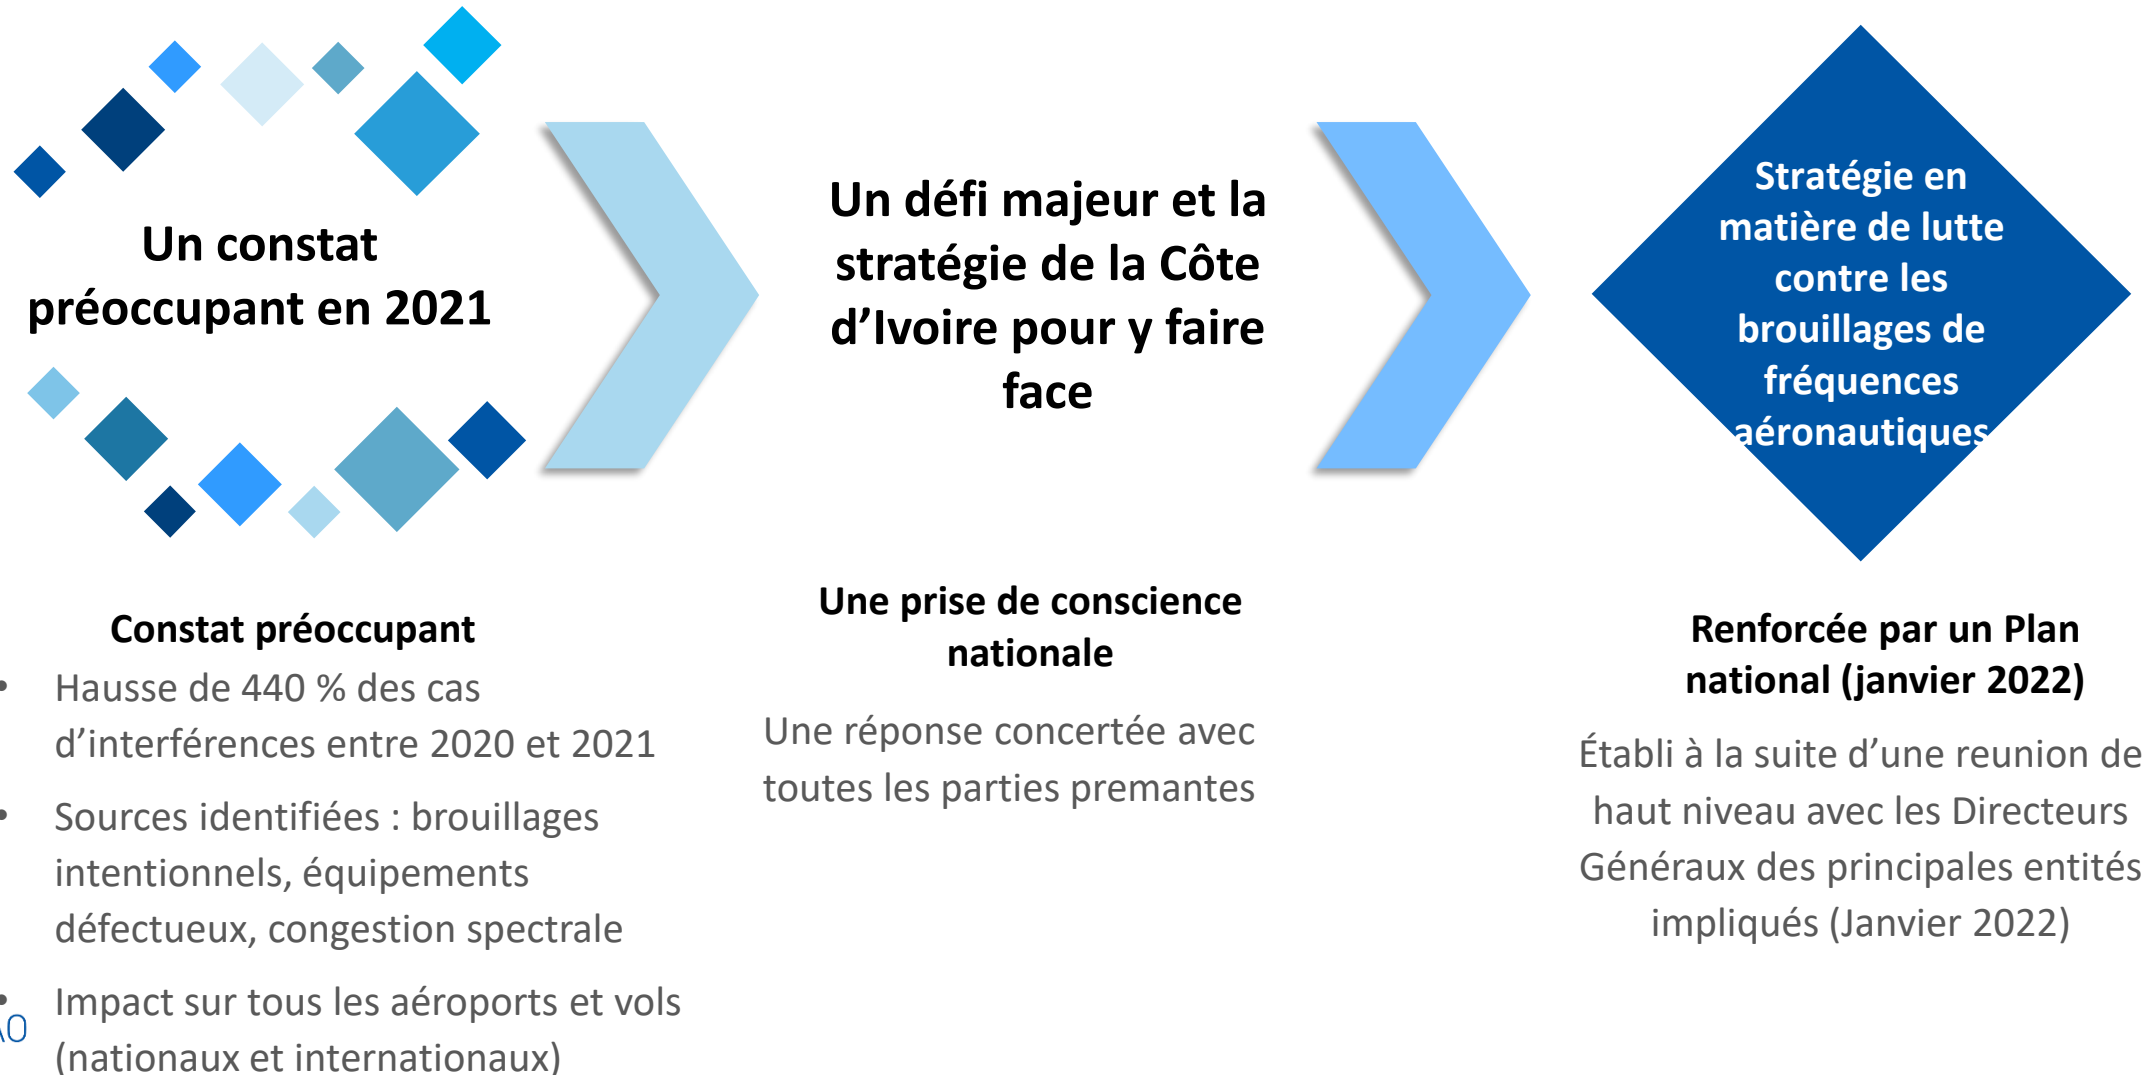 Un constat
préoccupant en 2021
Un défi majeur et la
stratégie de la Côte
d’Ivoire pour y faire
face
Stratégie en
matière de lutte
contre les
brouillages de
fréquences
aéronautiques
Constat préoccupant
• Hausse de 440 % des cas
d’interférences entre 2020 et 2021
• Sources identifiées : brouillages
intentionnels, équipements
défectueux, congestion spectrale
• Impact sur tous les aéroports et vols
(nationaux et internationaux)
Une prise de conscience
nationale
Une réponse concertée avec
toutes les parties premantes
Renforcée par un Plan
national (janvier 2022)
Établi à la suite d’une reunion de
haut niveau avec les Directeurs
Généraux des principales entités
impliqués (Janvier 2022)